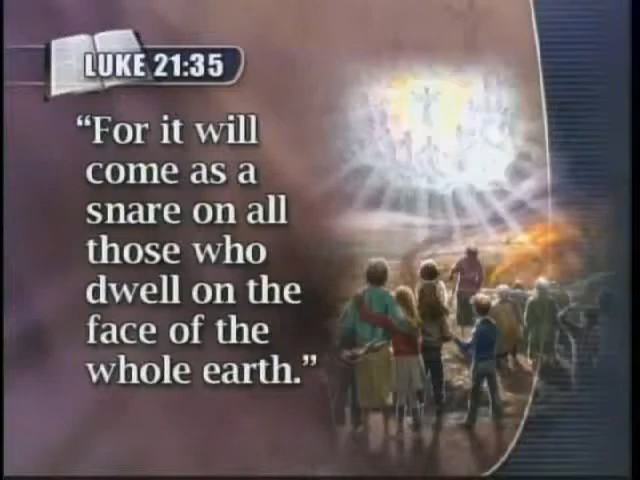 LUKE 21:35
“For it will
come as a
snare on all
those who
dwell on the
face of the
whole earth.”